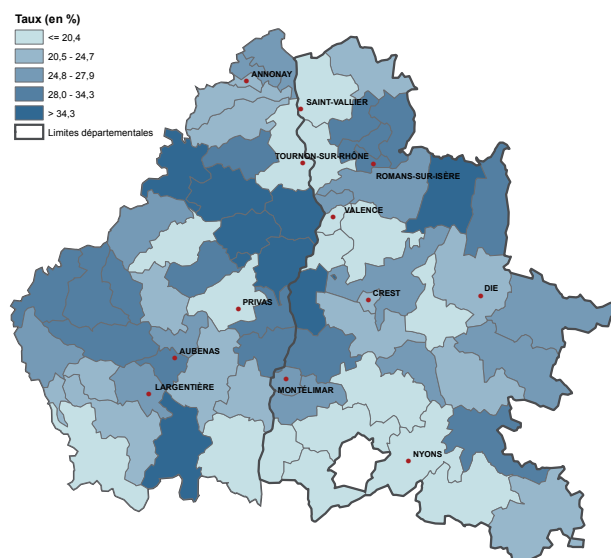 Taux (en %)
<= 20,4
20,5 - 24,7
24,8 - 27,9
28,0 - 34,3
> 34,3
Limites départementales
ANNONAY
SAINT-VALLIER
TOURNON-SUR-RHÔNE
ROMANS-SUR-ISÈRE
VALENCE
DIE
CREST
PRIVAS
AUBENAS
MONTÉLIMAR
LARGENTIÈRE
NYONS